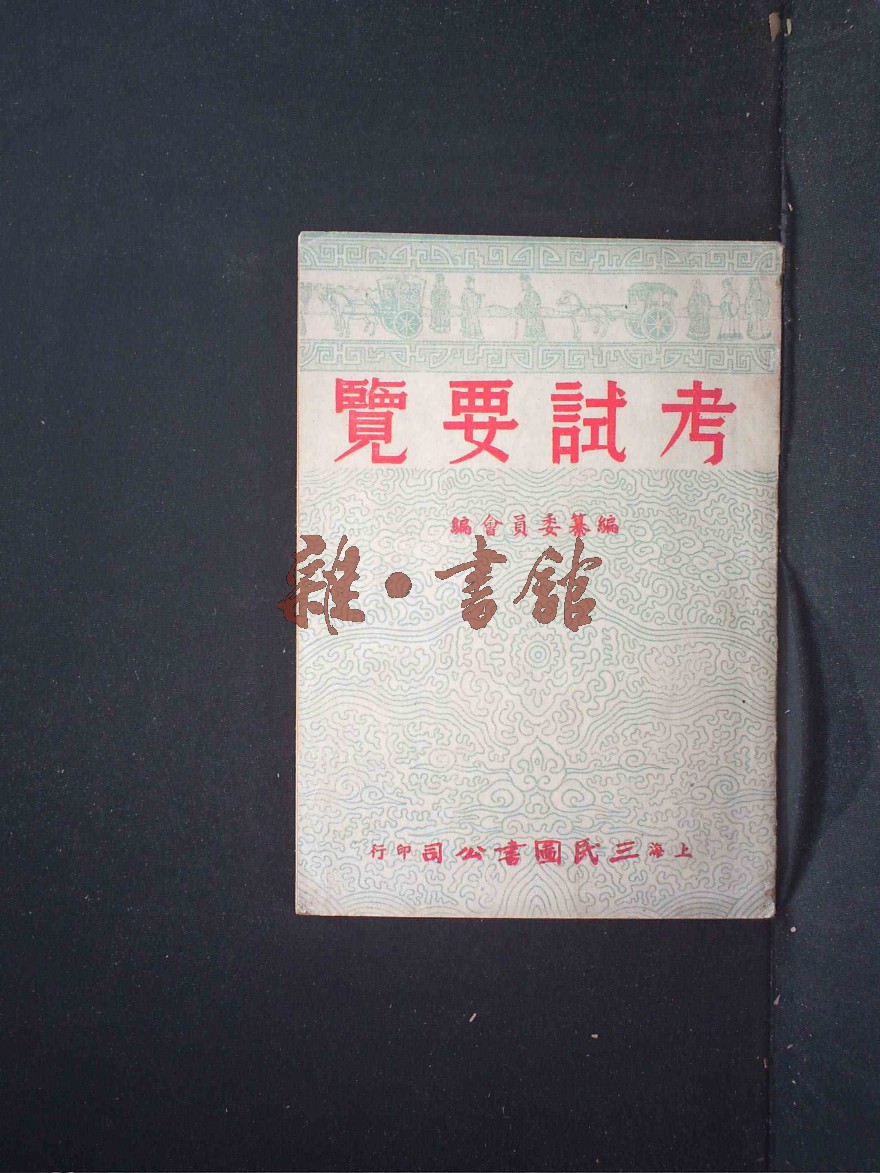 考試要覽
編纂委員會編
雜·書館
上海三民圖書公司印行